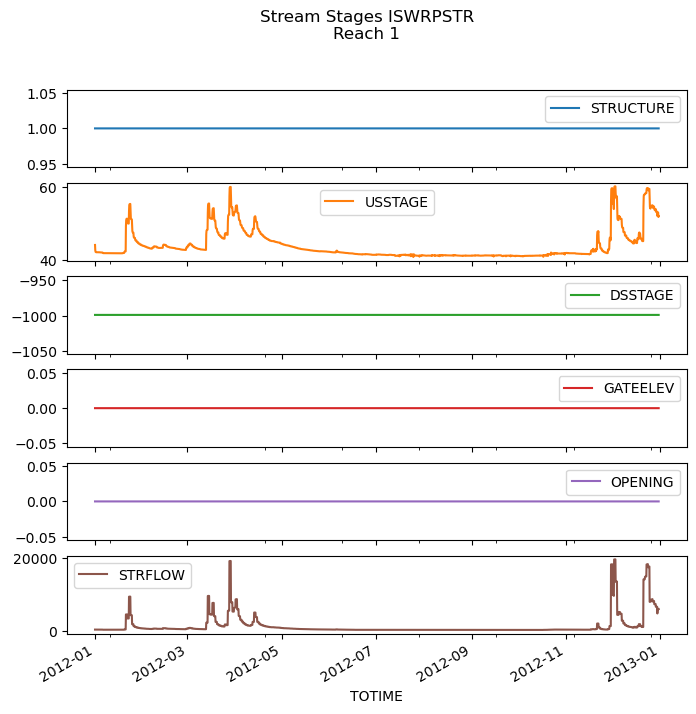 Stream Stages ISWRPSTR
Reach 1
1.05
1.00
0.95
STRUCTURE
60
40
USSTAGE
−950
−1000
−1050
DSSTAGE
0.05
0.00
−0.05
GATEELEV
0.05
0.00
−0.05
OPENING
20000
0
STRFLOW
2012-01
2012-03
2012-05
2012-07
2012-09
2012-11
2013-01
TOTIME